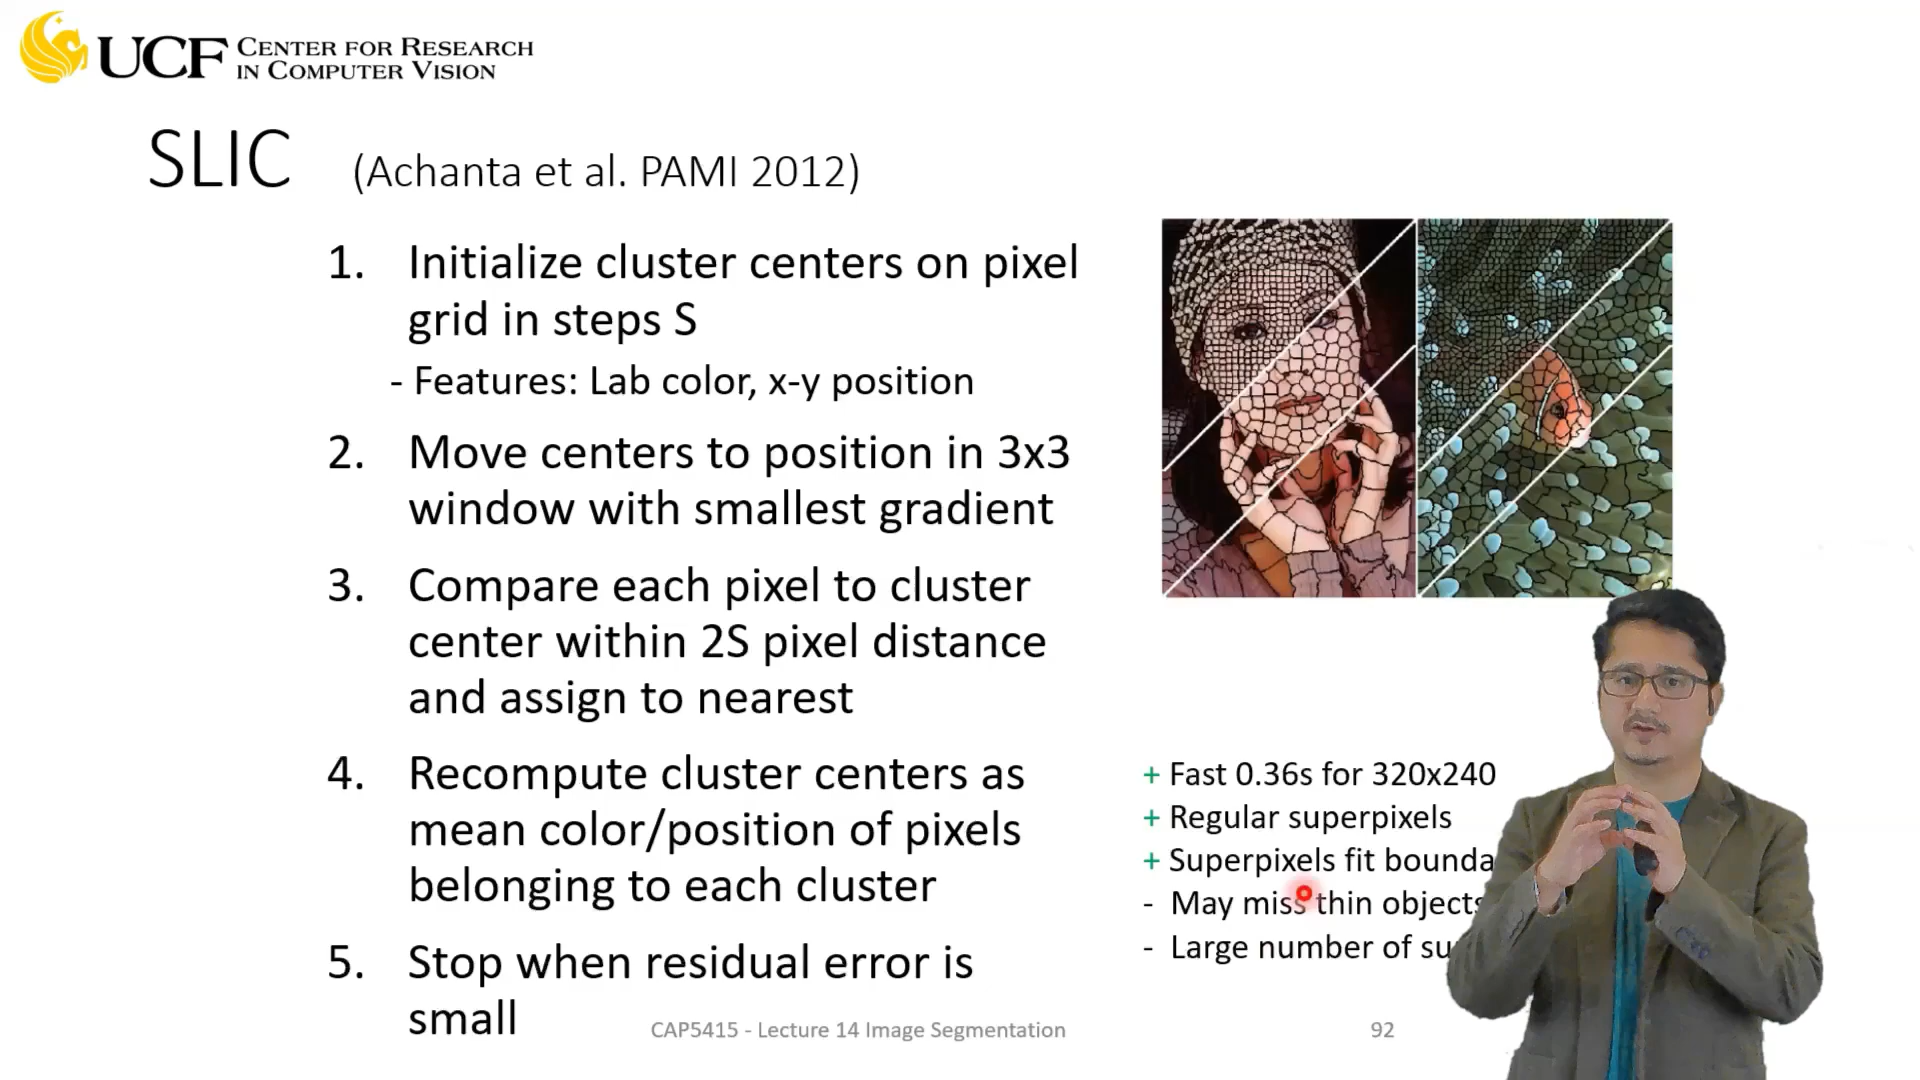 UCF CENTER FOR RESEARCH
IN COMPUTER VISION
SLIC (Achanta et al. PAMI 2012)
1. Initialize cluster centers on pixel
grid in steps S
- Features: Lab color, x-y position
2. Move centers to position in 3x3
window with smallest gradient
3. Compare each pixel to cluster
center within 2S pixel distance
and assign to nearest
4. Recompute cluster centers as
mean color/position of pixels
belonging to each cluster
5. Stop when residual error is
small
+ Fast 0.36s for 320x240
+ Regular superpixels
+ Superpixels fit
- May miss thin objects
- Large number of
CAP5415 - Lecture 14 Image Segmentation
92